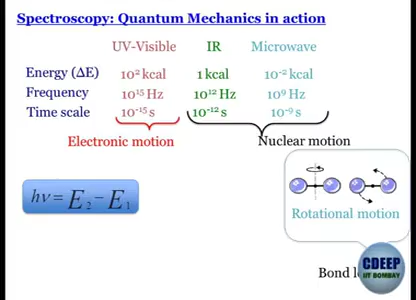 Spectroscopy: Quantum Mechanics in action
UV-Visible IR Microwave
Energy (ΔE) 10² kcal 1 kcal 10⁻² kcal
Frequency 10¹⁵ Hz 10¹² Hz 10⁹ Hz
Time scale 10⁻¹⁵ s 10⁻¹² s 10⁻⁹ s
Electronic motion Nuclear motion
hν = E₂ − E₁
Rotational motion
CDEEP
IIT BOMBAY
Bond